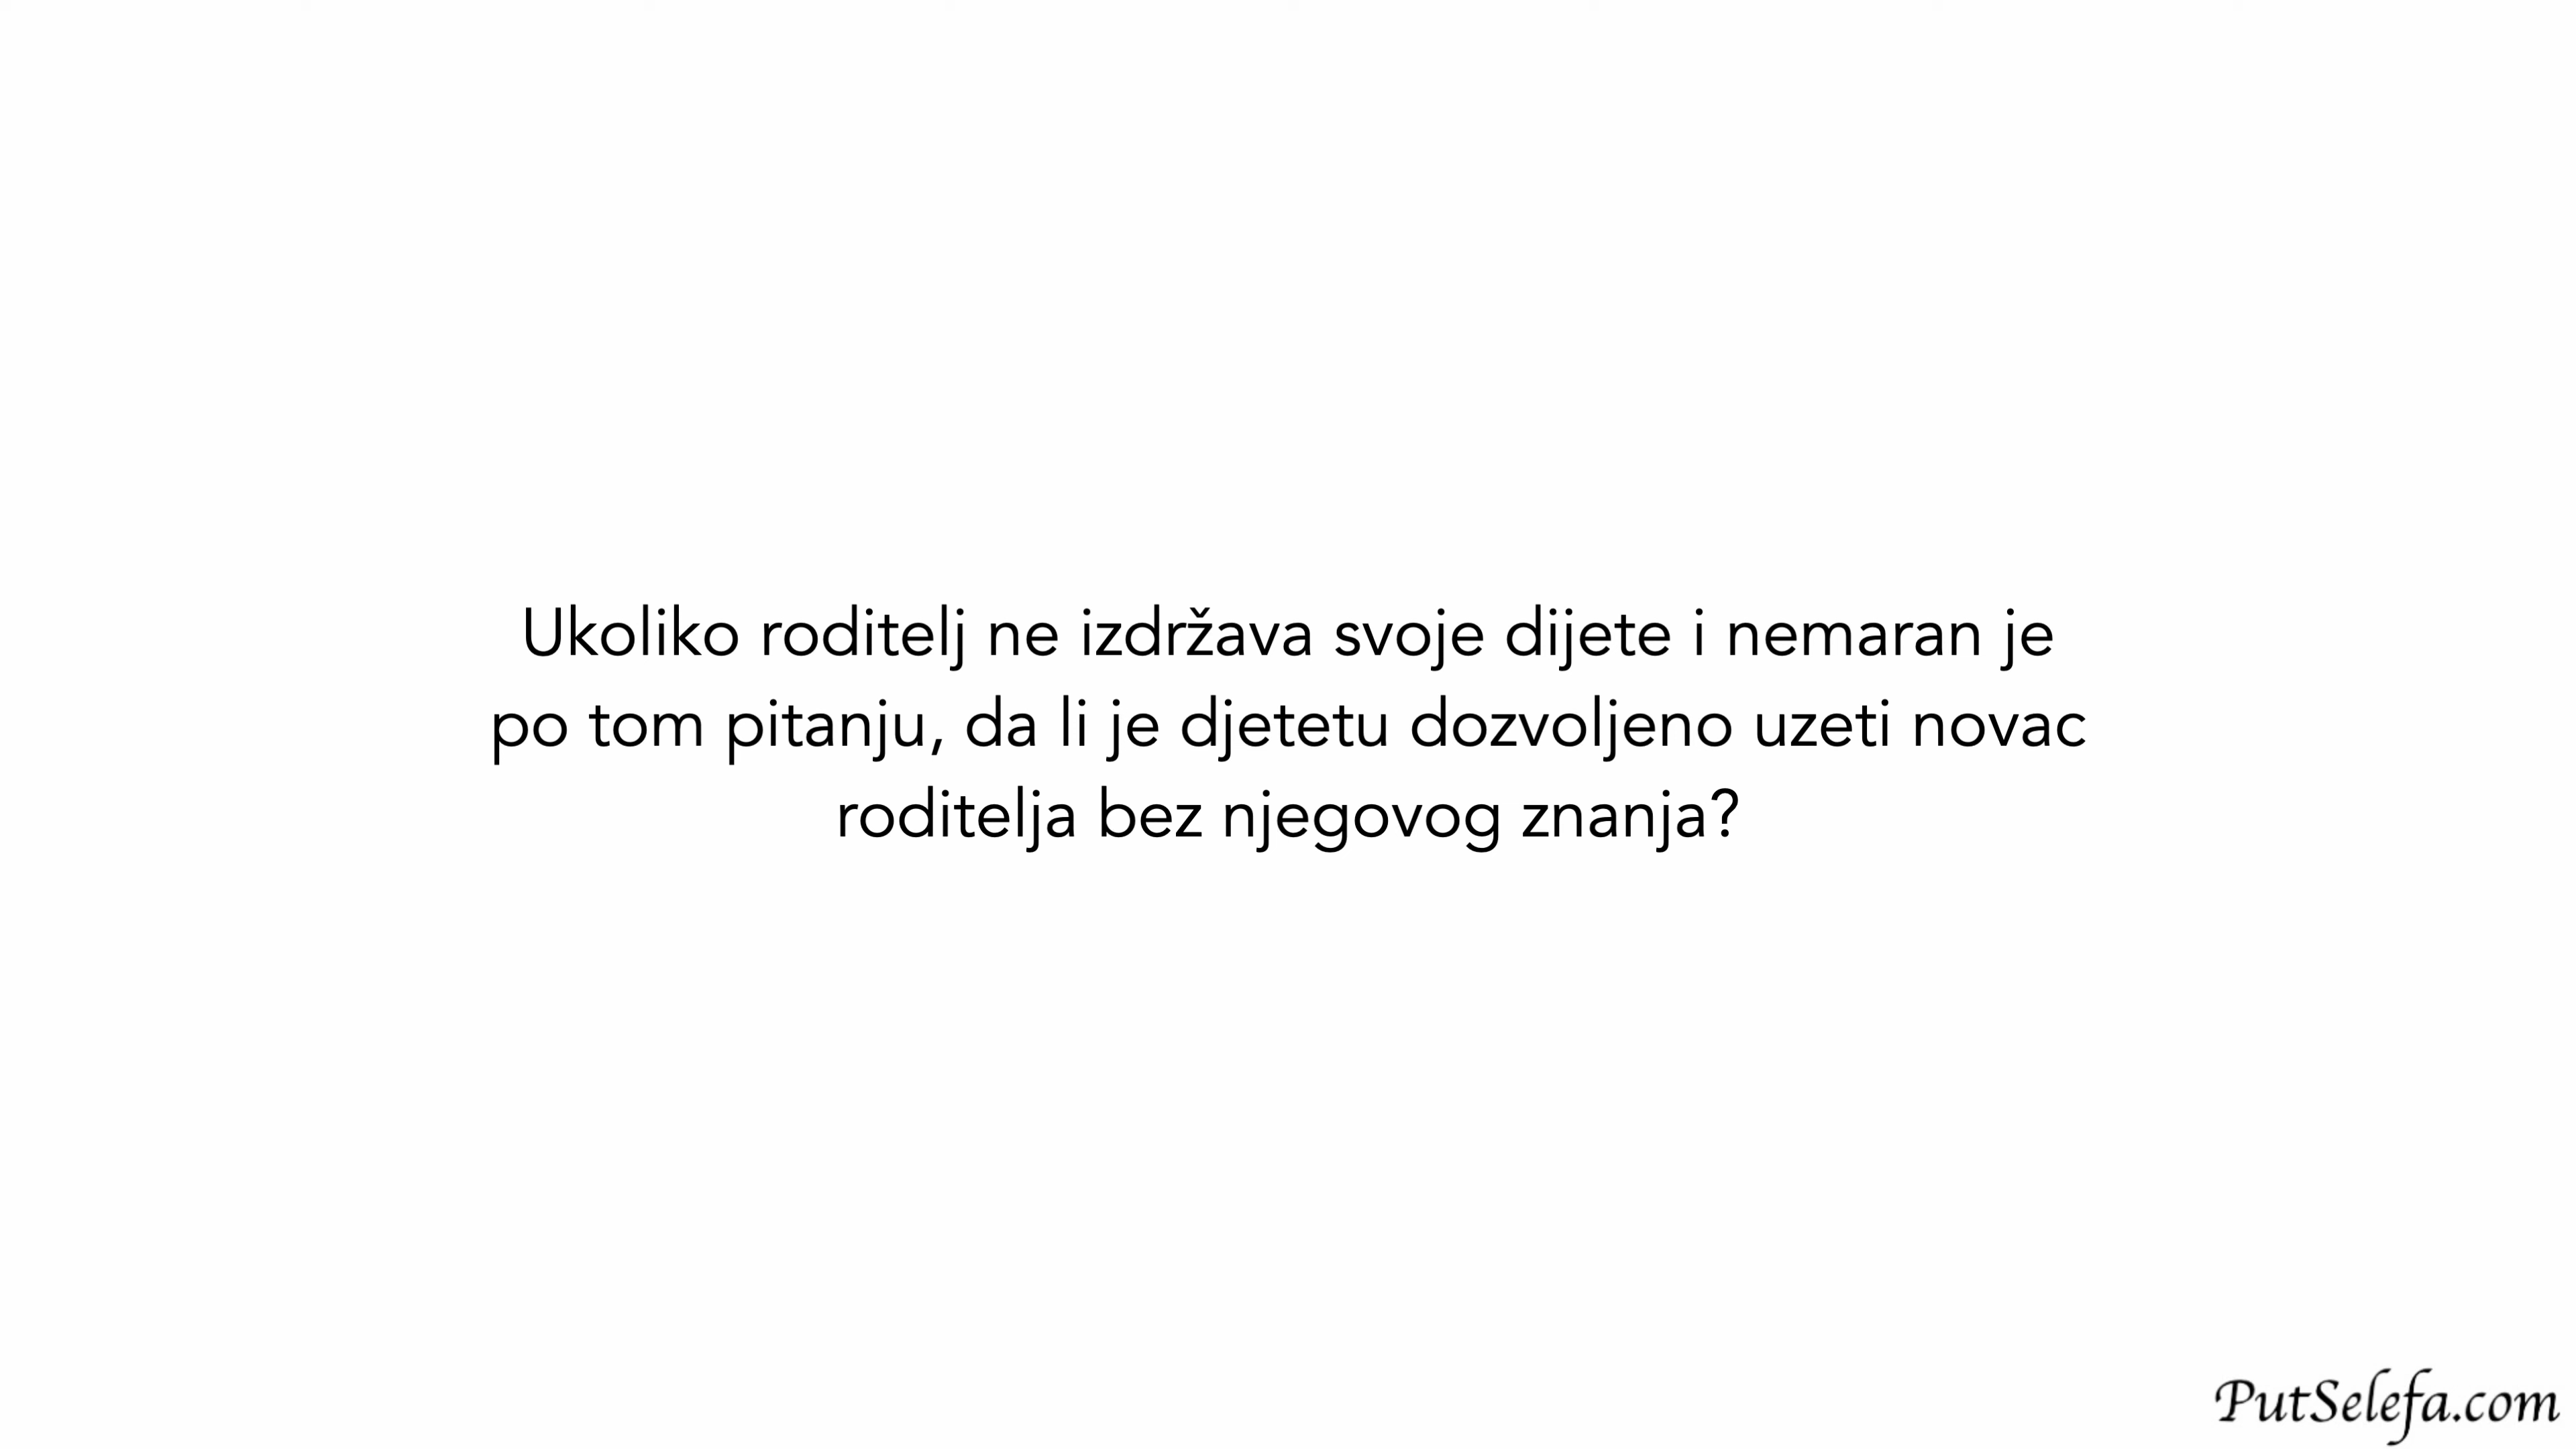 Ukoliko roditelj ne izdržava svoje dijete i nemaran je
po tom pitanju, da li je djetetu dozvoljeno uzeti novac
roditelja bez njegovog znanja?
PutSelefa.com